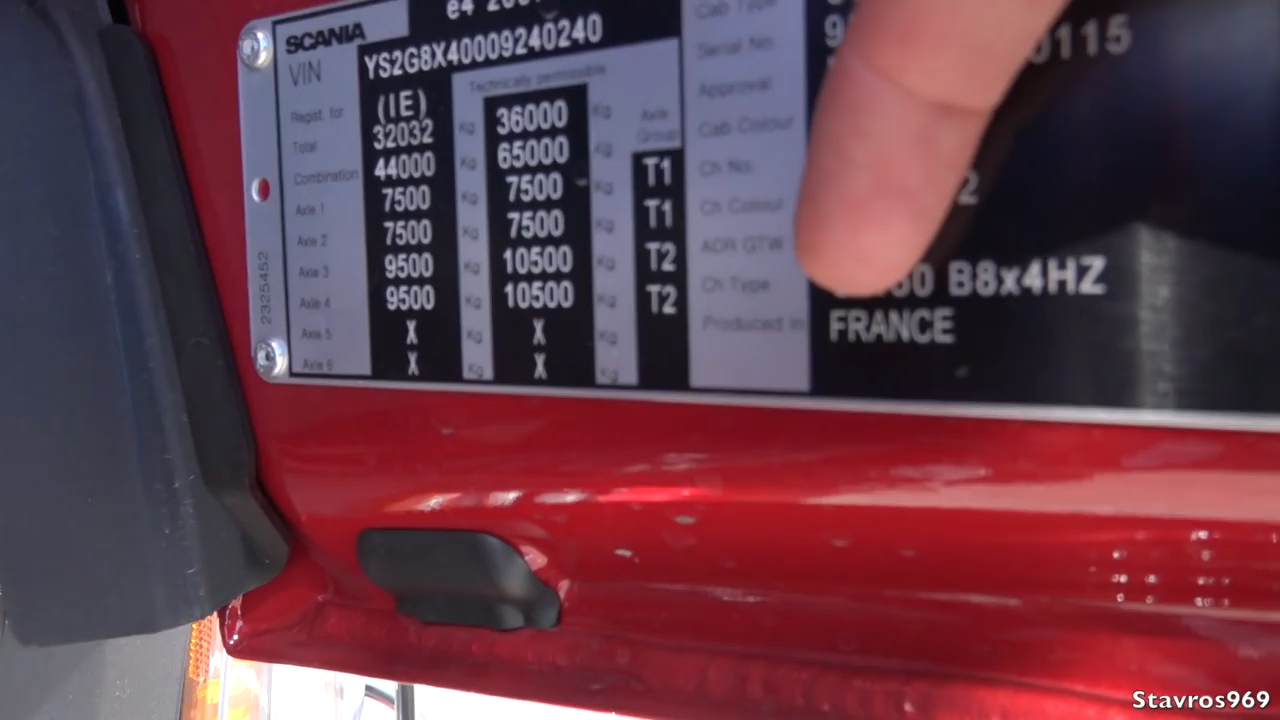 SCANIA
e4
VIN YS2G8X40009240240
Technically permissible
Regist. for (IE)
Total 32032 Kg 36000 Kg Axle Group
Combination 44000 Kg 65000 Kg
Axle 1 7500 Kg 7500 Kg T1
Axle 2 7500 Kg 7500 Kg T1
Axle 3 9500 Kg 10500 Kg T2
Axle 4 9500 Kg 10500 Kg T2
Axle 5 X Kg X Kg
Axle 6 X Kg X Kg
2325452
Cab Type
Serial No. 0115
Approval
Cab Colour
Ch No.
Ch Colour 2
ADR GTW
Ch Type B8x4HZ
Produced in FRANCE
Stavros969